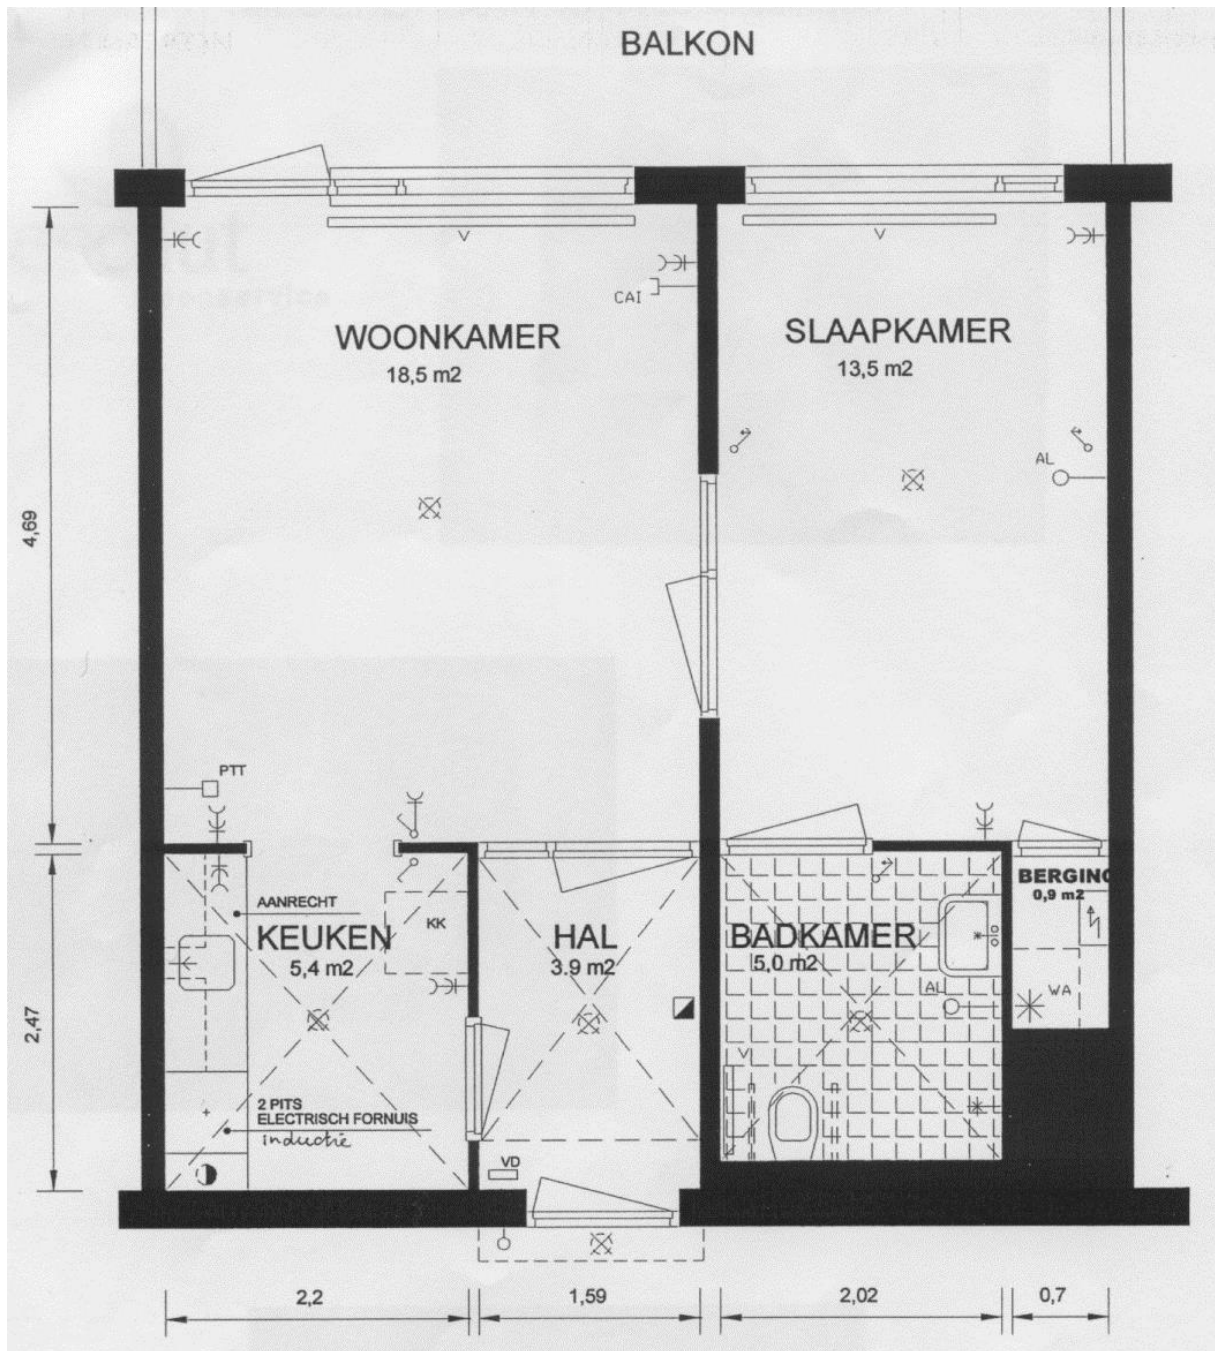 BALKON
CAI
WOONKAMER
18,5 m2
SLAAPKAMER
13,5 m2
AL
4,69
PTT
BERGING
0,9 m2
AANRECHT
KK
KEUKEN
5,4 m2
HAL
3.9 m2
BADKAMER
5,0 m2
AL
WA
2,47
2 PITS
ELECTRISCH FORNUIS
inductie
VD
2,2
1,59
2,02
0,7